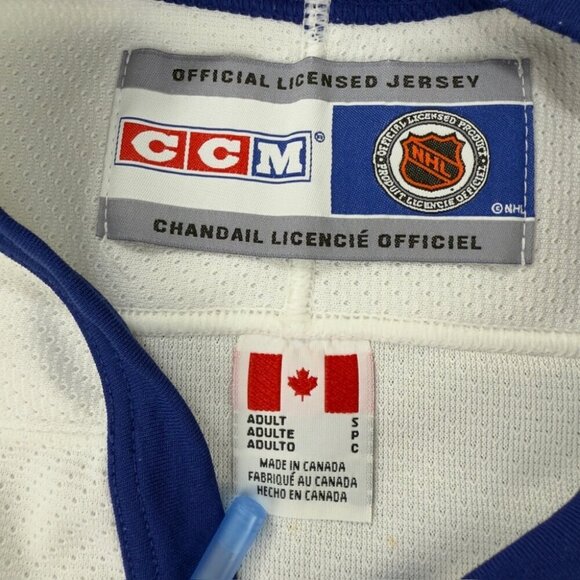 OFFICIAL LICENSED JERSEY
CCM®
OFFICIAL LICENSED PRODUCT
NHL
PRODUIT LICENCIÉ OFFICIEL
© NHL
CHANDAIL LICENCIÉ OFFICIEL
ADULT S
ADULTE P
ADULTO C
MADE IN CANADA
FABRIQUÉ AU CANADA
HECHO EN CANADA